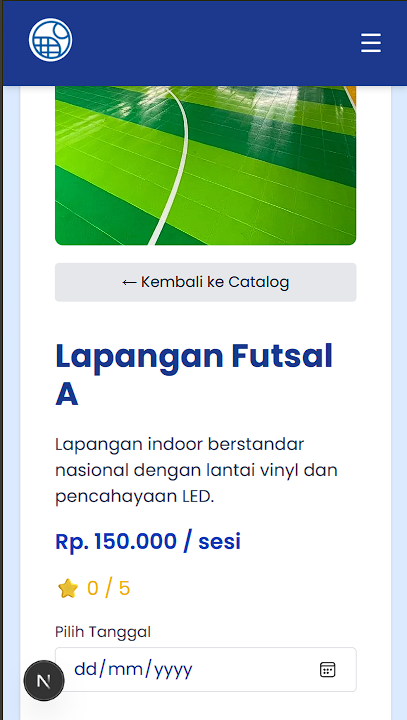 ← Kembali ke Catalog
Lapangan Futsal
A
Lapangan indoor berstandar
nasional dengan lantai vinyl dan
pencahayaan LED.
Rp. 150.000 / sesi
0 / 5
Pilih Tanggal
dd/mm/yyyy
N